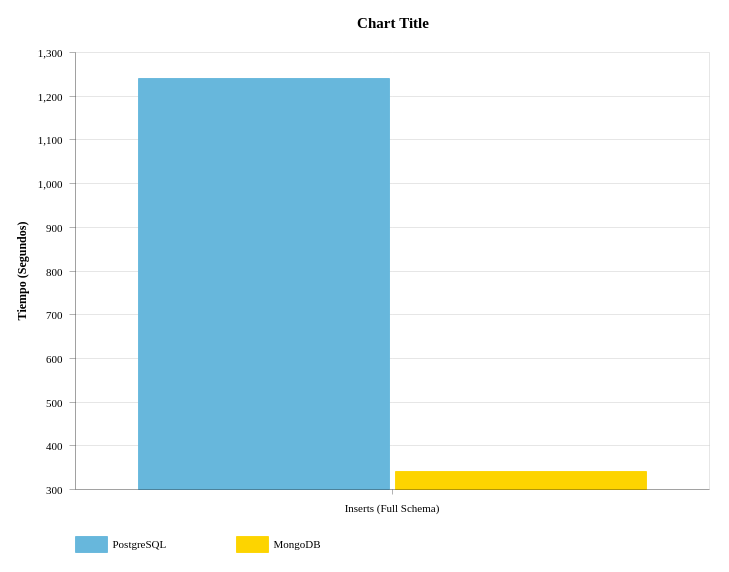 Chart Title
1,300
1,200
1,100
1,000
900
800
700
600
500
400
300
Tiempo (Segundos)
Inserts (Full Schema)
PostgreSQL
MongoDB